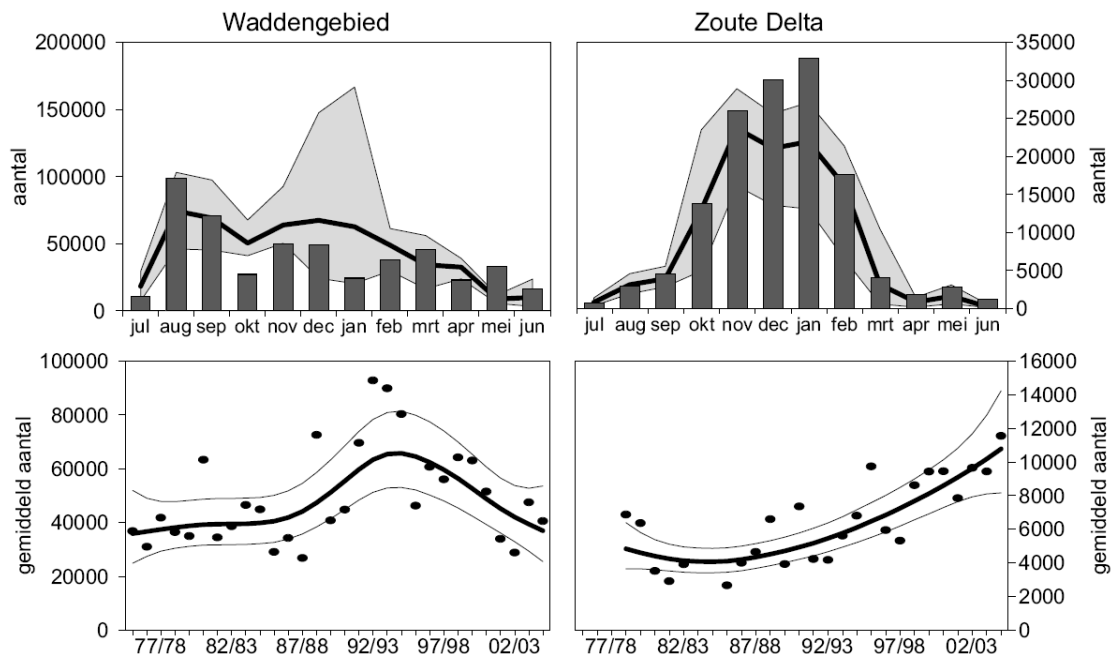 Waddengebied
Zoute Delta
200000
150000
100000
50000
0
aantal
jul aug sep okt nov dec jan feb mrt apr mei jun
35000
30000
25000
20000
15000
10000
5000
0
aantal
jul aug sep okt nov dec jan feb mrt apr mei jun
100000
80000
60000
40000
20000
0
gemiddeld aantal
77/78 82/83 87/88 92/93 97/98 02/03
16000
14000
12000
10000
8000
6000
4000
2000
0
gemiddeld aantal
77/78 82/83 87/88 92/93 97/98 02/03